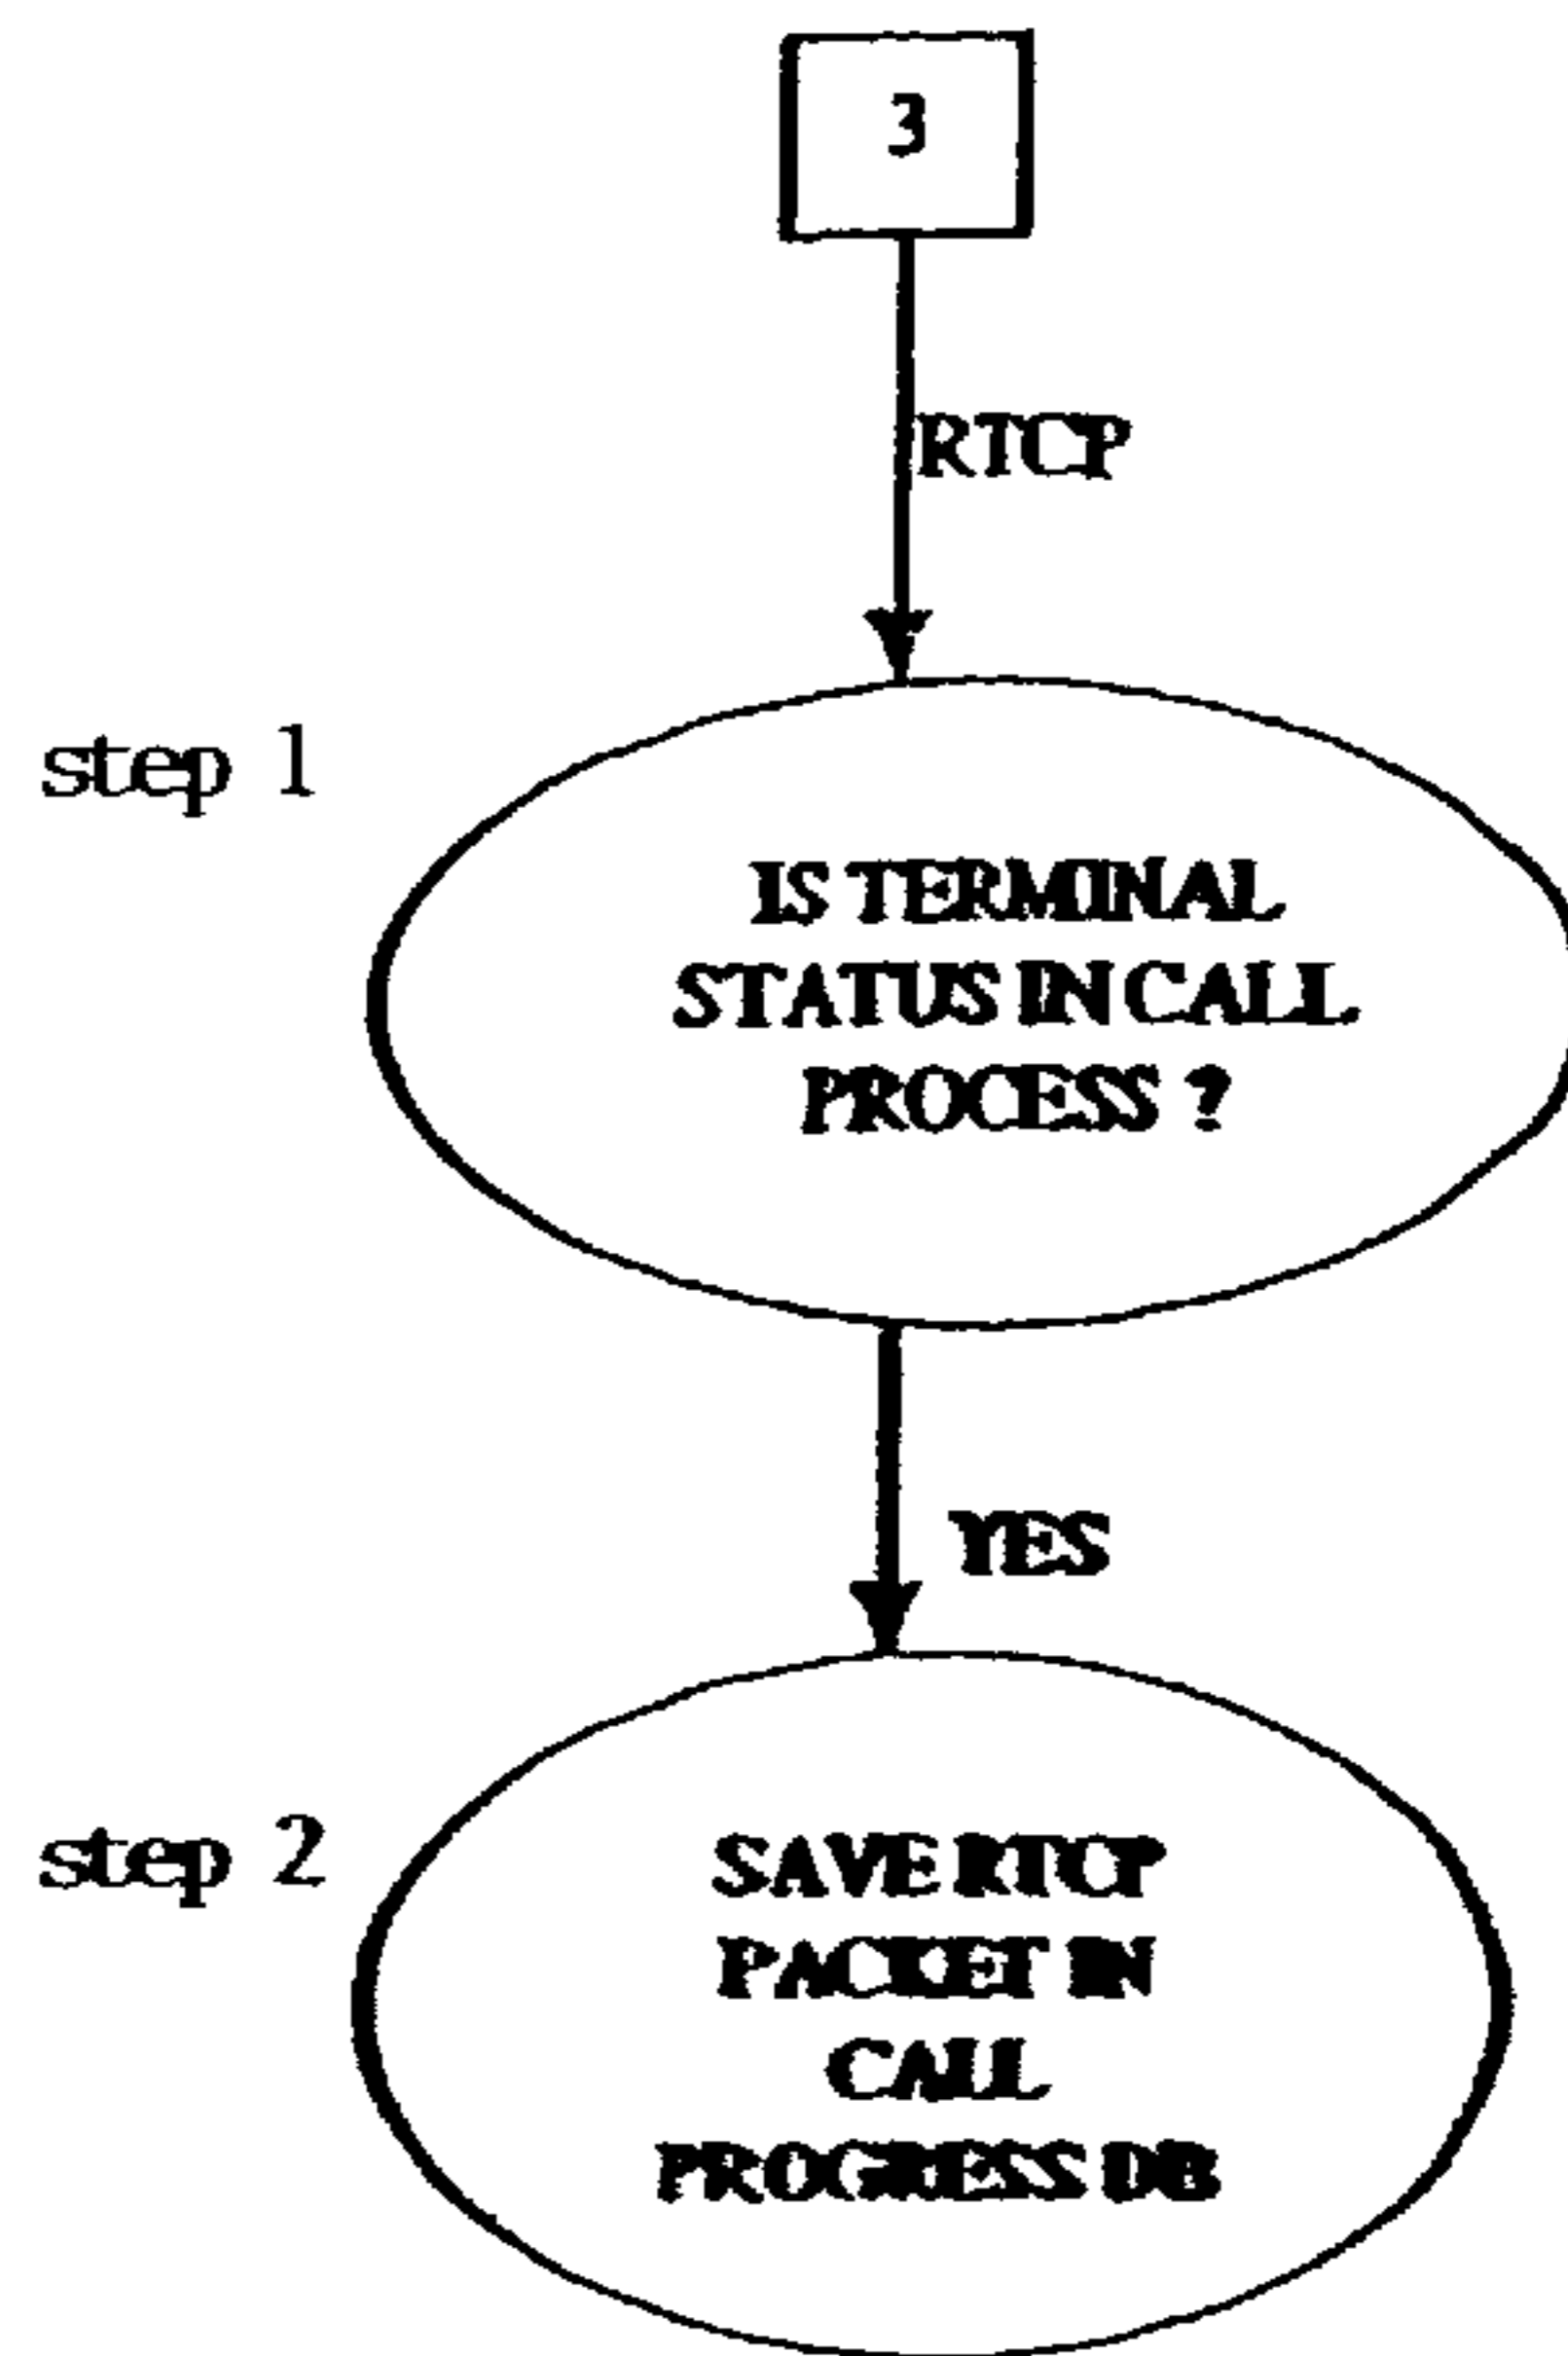 3
RTCP
step 1
IS TERMINAL
STATUS IN CALL
PROCESS ?
YES
step 2
SAVE RTCP
PACKET IN
CALL
PROGRESS DB